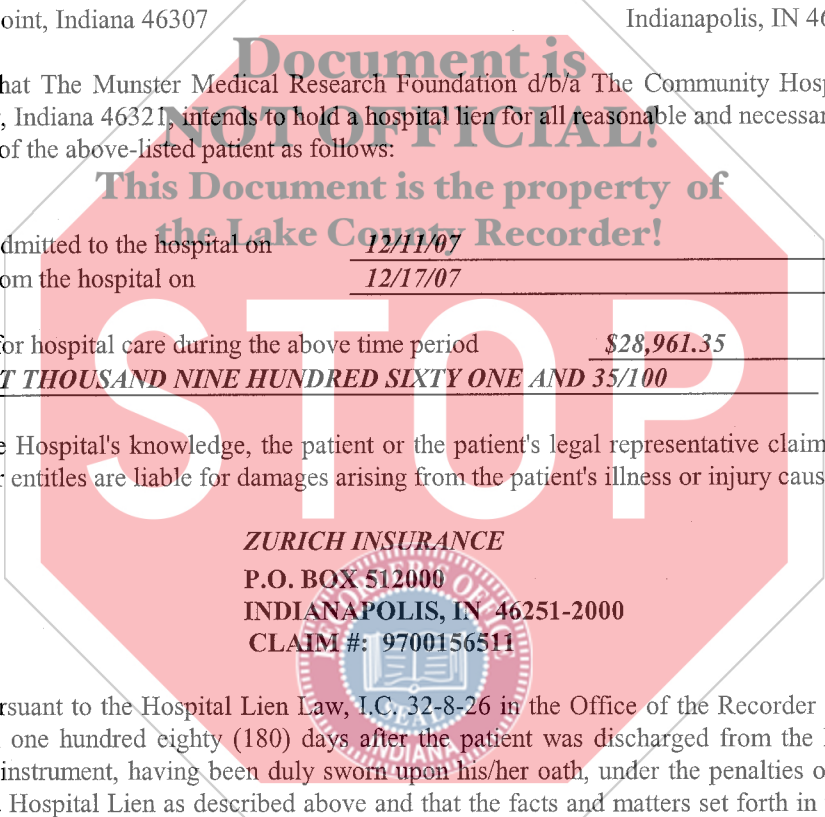 oint, Indiana 46307 Indianapolis, IN 46
Document is
hat The Munster Medical Research Foundation d/b/a The Community Hosp
, Indiana 46321, intends to hold a hospital lien for all reasonable and necessar
NOT OFFICIAL!
of the above-listed patient as follows:
This Document is the property of
the Lake County Recorder!
dmitted to the hospital on 12/11/07
om the hospital on 12/17/07
STOP
for hospital care during the above time period $28,961.35
T THOUSAND NINE HUNDRED SIXTY ONE AND 35/100
e Hospital's knowledge, the patient or the patient's legal representative claim
r entitles are liable for damages arising from the patient's illness or injury caus
ZURICH INSURANCE
P.O. BOX 512000
INDIANAPOLIS, IN 46251-2000
CLAIM #: 9700156511
RECORDER'S OFFICE
SEAL
INDIANA
rsuant to the Hospital Lien Law, I.C. 32-8-26 in the Office of the Recorder
one hundred eighty (180) days after the patient was discharged from the
instrument, having been duly sworn upon his/her oath, under the penalties o
Hospital Lien as described above and that the facts and matters set forth in